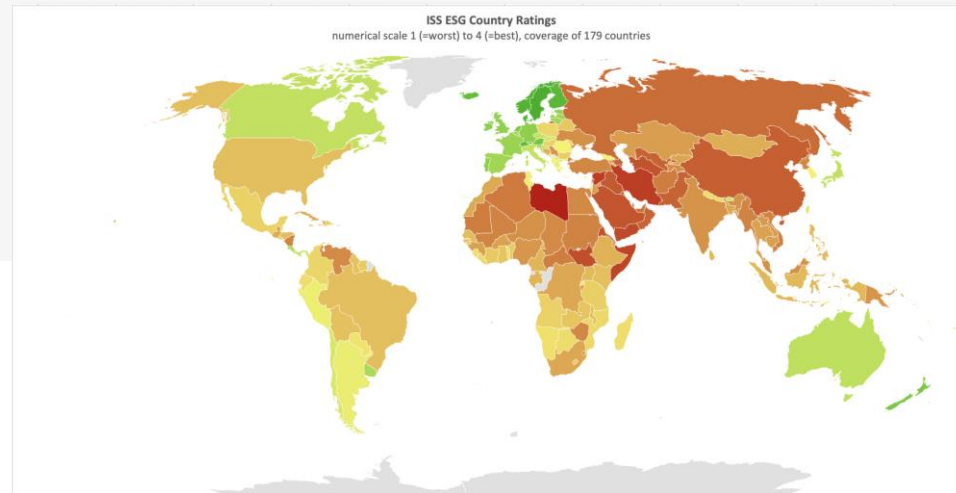 ISS ESG Country Ratings
numerical scale 1 (=worst) to 4 (=best), coverage of 179 countries